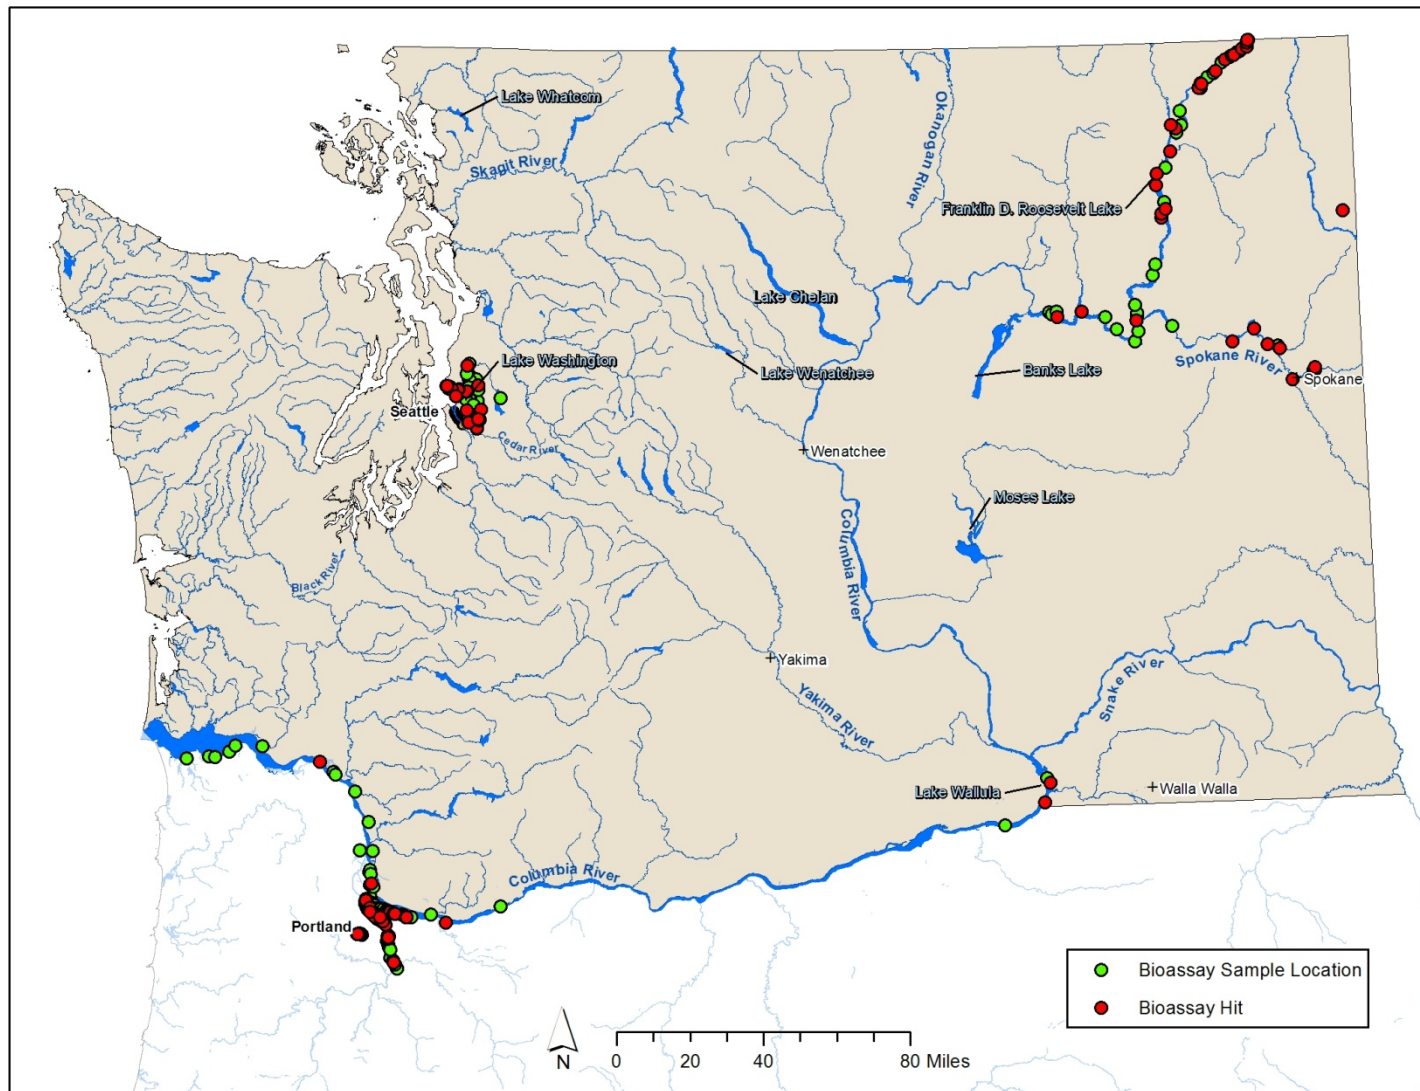 Lake Whatcom
Skagit River
Okanogan River
Franklin D. Roosevelt Lake
Lake Chelan
Lake Washington
Lake Wenatchee
Banks Lake
Spokane River
Spokane
Seattle
Cedar River
Wenatchee
Moses Lake
Columbia River
Black River
Yakima
Yakima River
Snake River
Lake Wallula
Walla Walla
Columbia River
Portland
Bioassay Sample Location
Bioassay Hit
N
0 20 40 80 Miles